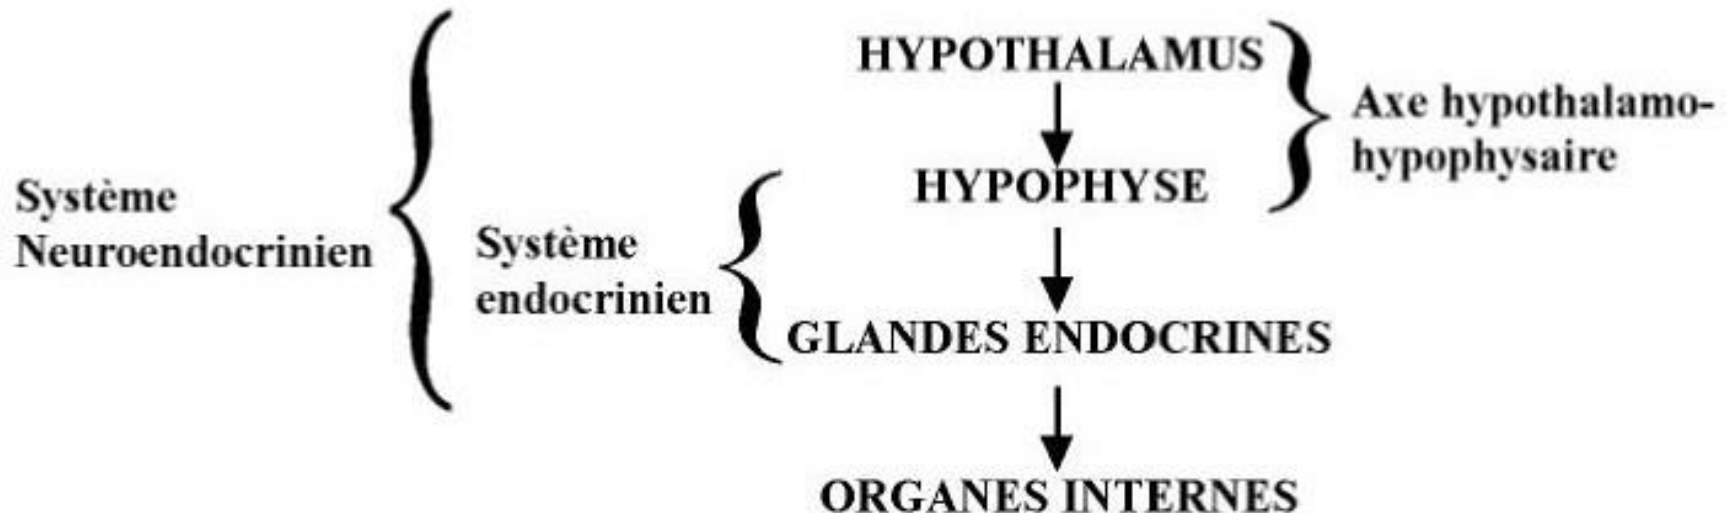 HYPOTHALAMUS
Axe hypothalamo-
hypophysaire
HYPOPHYSE
Système
Neuroendocrinien
Système
endocrinien
GLANDES ENDOCRINES
ORGANES INTERNES